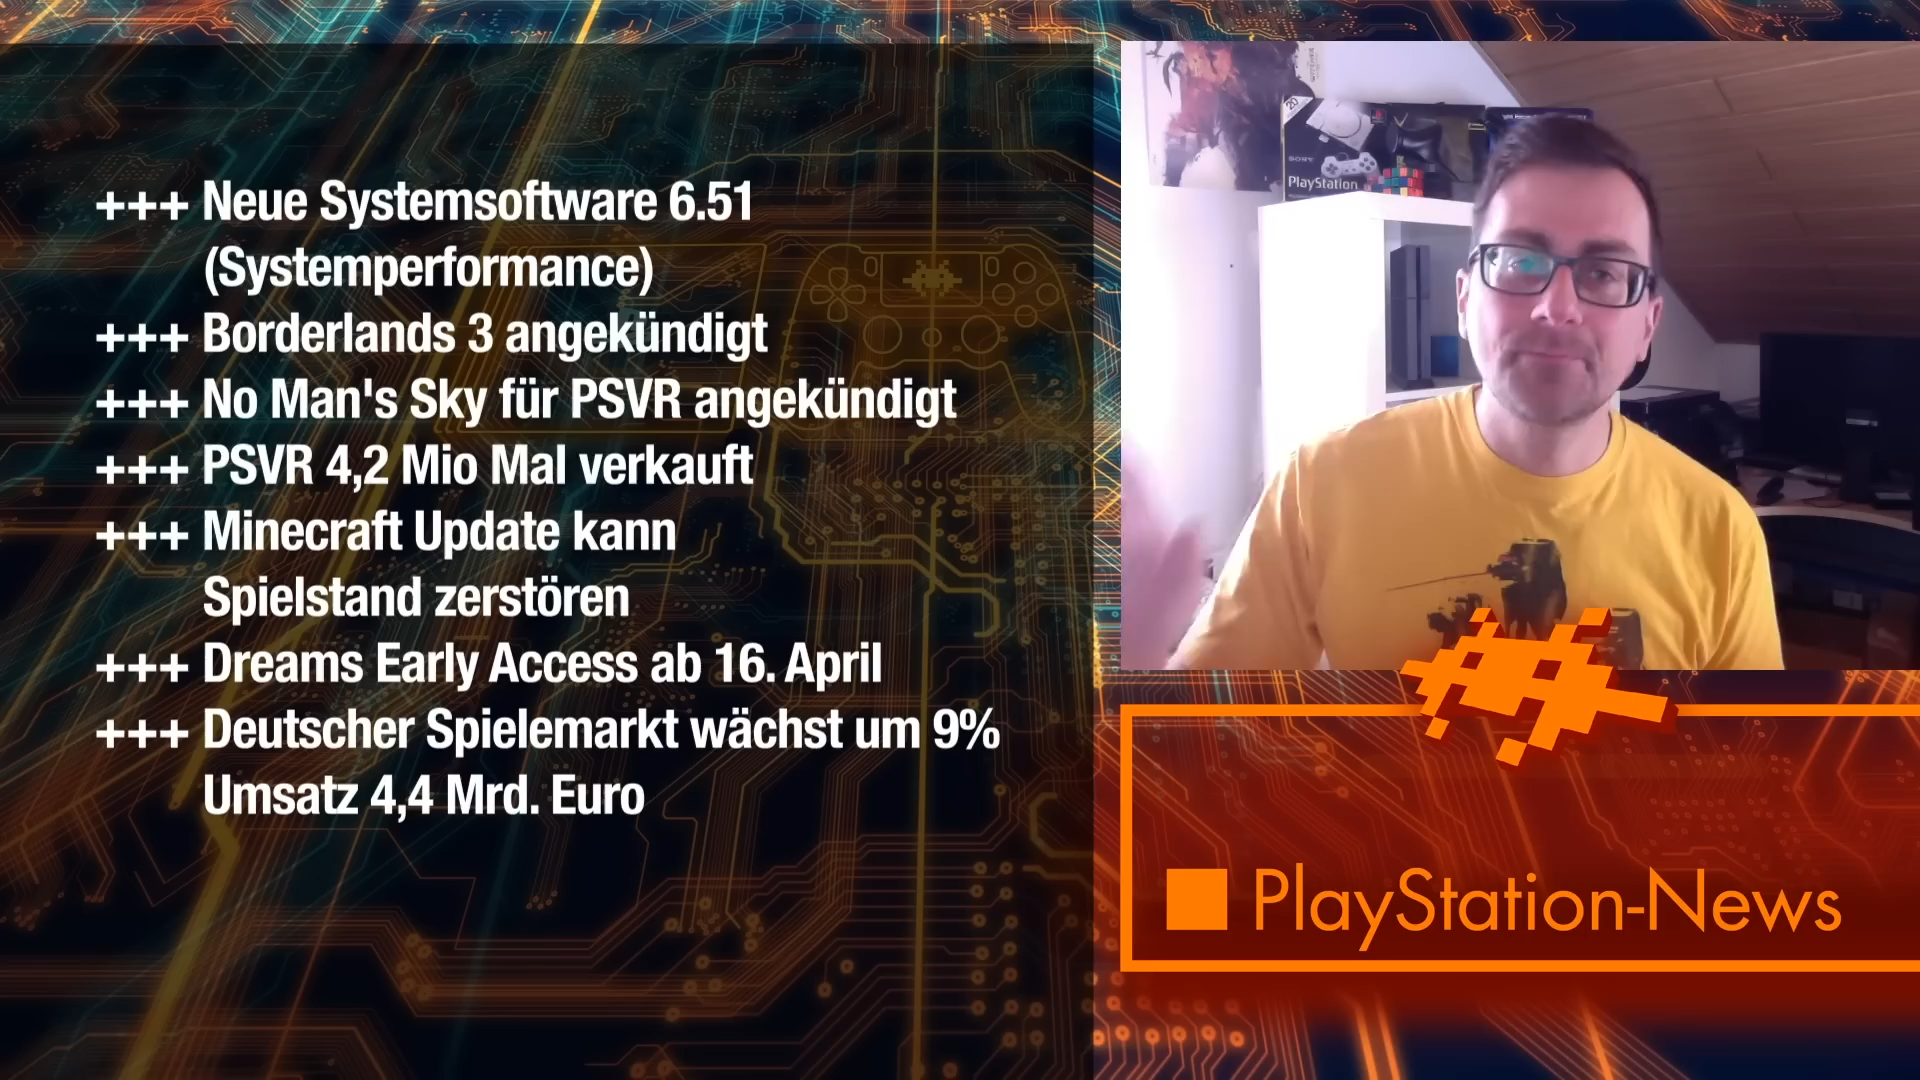 +++ Neue Systemsoftware 6.51
(Systemperformance)
+++ Borderlands 3 angekündigt
+++ No Man's Sky für PSVR angekündigt
+++ PSVR 4,2 Mio Mal verkauft
+++ Minecraft Update kann
Spielstand zerstören
+++ Dreams Early Access ab 16. April
+++ Deutscher Spielemarkt wächst um 9%
Umsatz 4,4 Mrd. Euro
20
SONY
PlayStation
PlayStation-News